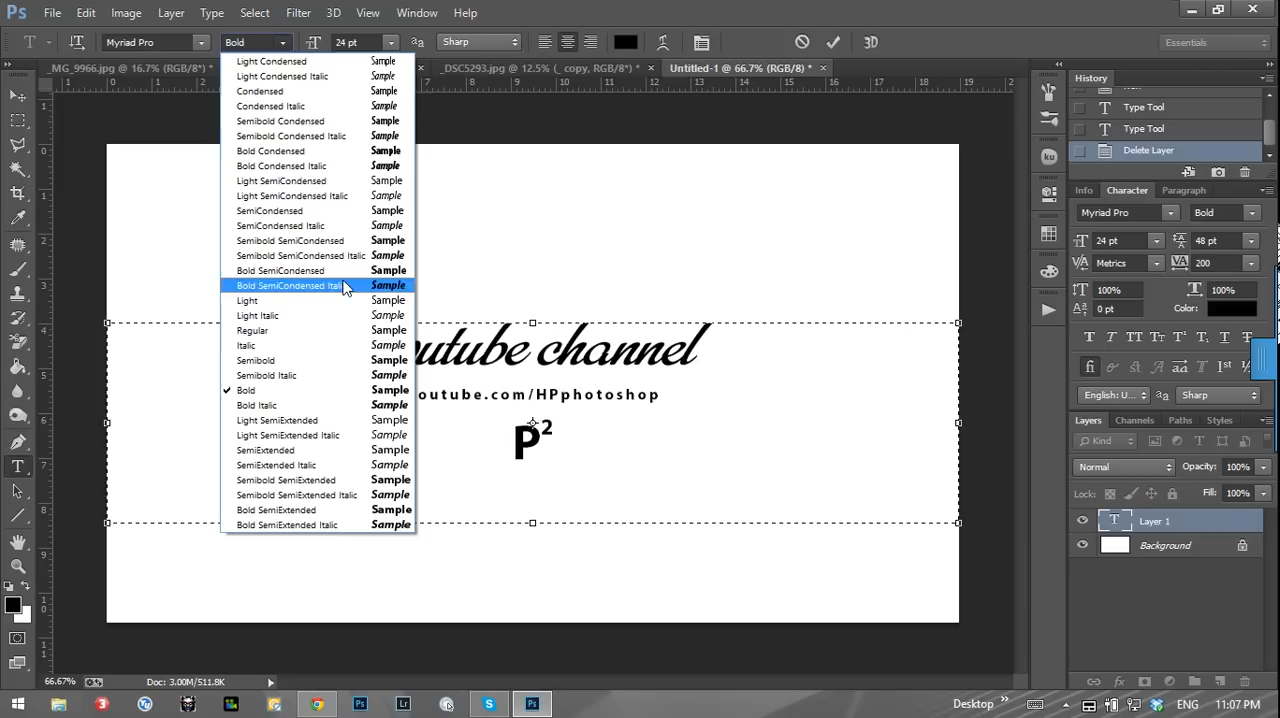 Ps File Edit Image Layer Type Select Filter 3D View Window Help
T Myriad Pro Bold 24 pt Sharp 3D Essentials
_MG_9966.jpg @ 16.7% (RGB/8*) * _DSC5293.jpg @ 12.5% (_copy, RGB/8*) * Untitled-1 @ 66.7% (RGB/8) *
Light Condensed Sample
Light Condensed Italic Sample
Condensed Sample
Condensed Italic Sample
Semibold Condensed Sample
Semibold Condensed Italic Sample
Bold Condensed Sample
Bold Condensed Italic Sample
Light SemiCondensed Sample
Light SemiCondensed Italic Sample
SemiCondensed Sample
SemiCondensed Italic Sample
Semibold SemiCondensed Sample
Semibold SemiCondensed Italic Sample
Bold SemiCondensed Sample
Bold SemiCondensed Sample
Light Sample
Light Italic Sample
Regular Sample
Italic Sample
Semibold Sample
Semibold Italic Sample
Bold Sample
Bold Italic Sample
Light SemiExtended Sample
Light SemiExtended Italic Sample
SemiExtended Sample
SemiExtended Italic Sample
Semibold SemiExtended Sample
Semibold SemiExtended Italic Sample
Bold SemiExtended Sample
Bold SemiExtended Italic Sample
utube channel
outube.com/HPphotoshop
P²
History
Type Tool
Type Tool
Delete Layer
Info Character Paragraph
Myriad Pro Bold
24 pt 48 pt
Metrics 200
100% 100%
0 pt Color:
English: U... Sharp
Layers Channels Paths Styles
Kind
Normal Opacity: 100%
Lock: Fill: 100%
Layer 1
Background
66.67% Doc: 3.00M/511.8K
Desktop 11:07 PM